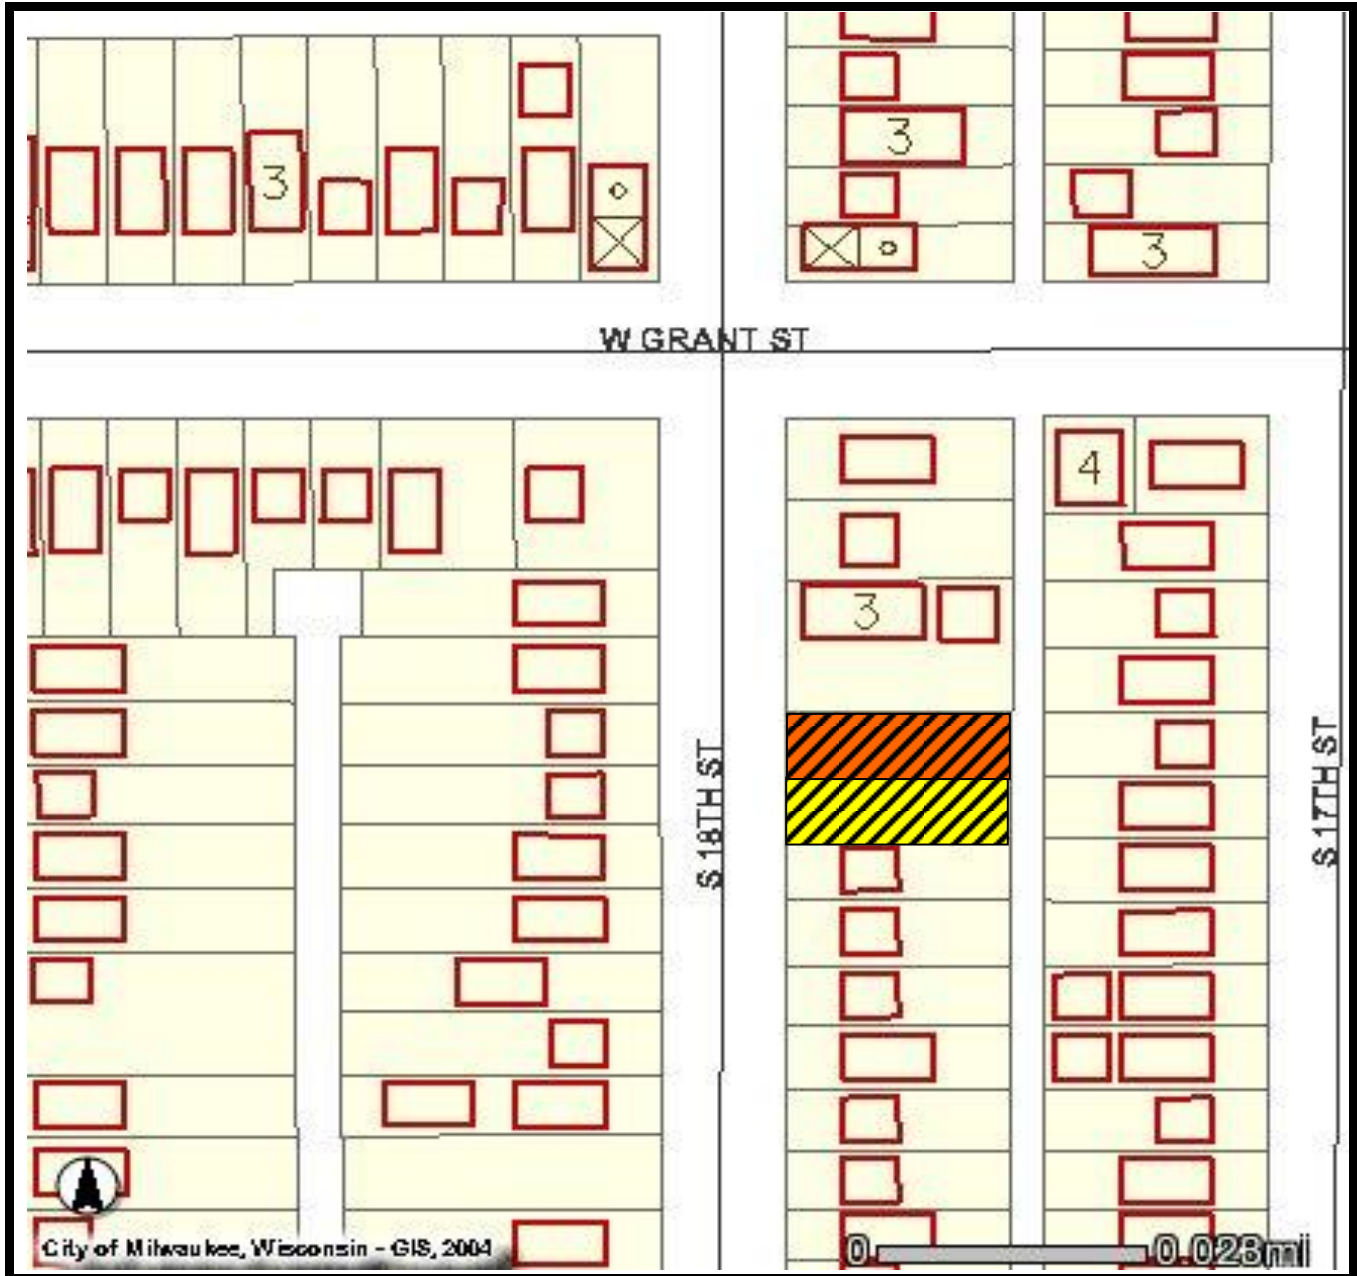 3
3
3
W GRANT ST
4
3
S 18TH ST
S 17TH ST
City of Milwaukee, Wisconsin - GIS, 2004
0 0.028mi